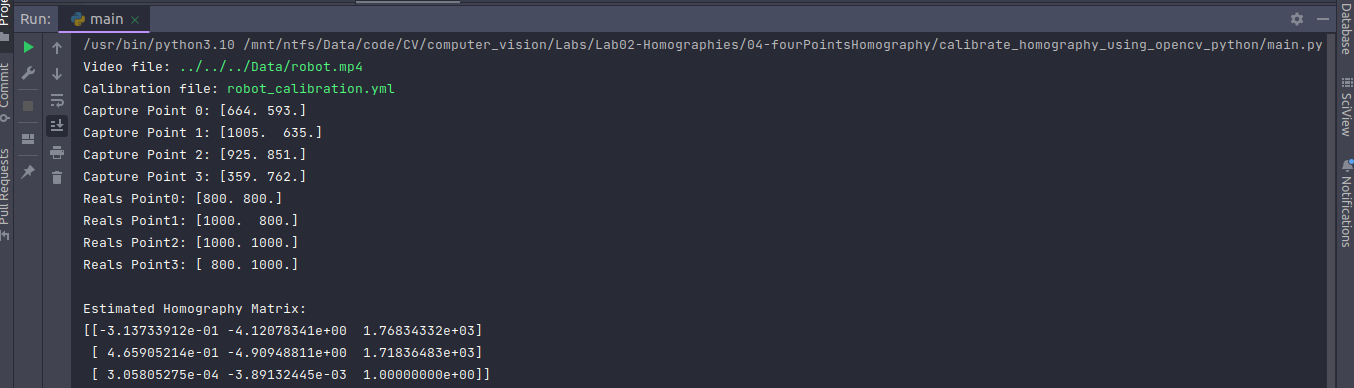 Run: main
/usr/bin/python3.10 /mnt/ntfs/Data/code/CV/computer_vision/Labs/Lab02-Homographies/04-fourPointsHomography/calibrate_homography_using_opencv_python/main.py
Video file: ../../../Data/robot.mp4
Calibration file: robot_calibration.yml
Capture Point 0: [664. 593.]
Capture Point 1: [1005.  635.]
Capture Point 2: [925. 851.]
Capture Point 3: [359. 762.]
Reals Point0: [800. 800.]
Reals Point1: [1000.  800.]
Reals Point2: [1000. 1000.]
Reals Point3: [ 800. 1000.]
Estimated Homography Matrix:
[[-3.13733912e-01 -4.12078341e+00  1.76834332e+03]
 [ 4.65905214e-01 -4.90948811e+00  1.71836483e+03]
 [ 3.05805275e-04 -3.89132445e-03  1.00000000e+00]]
Commit
Pull Requests
Database
SciView
Notifications